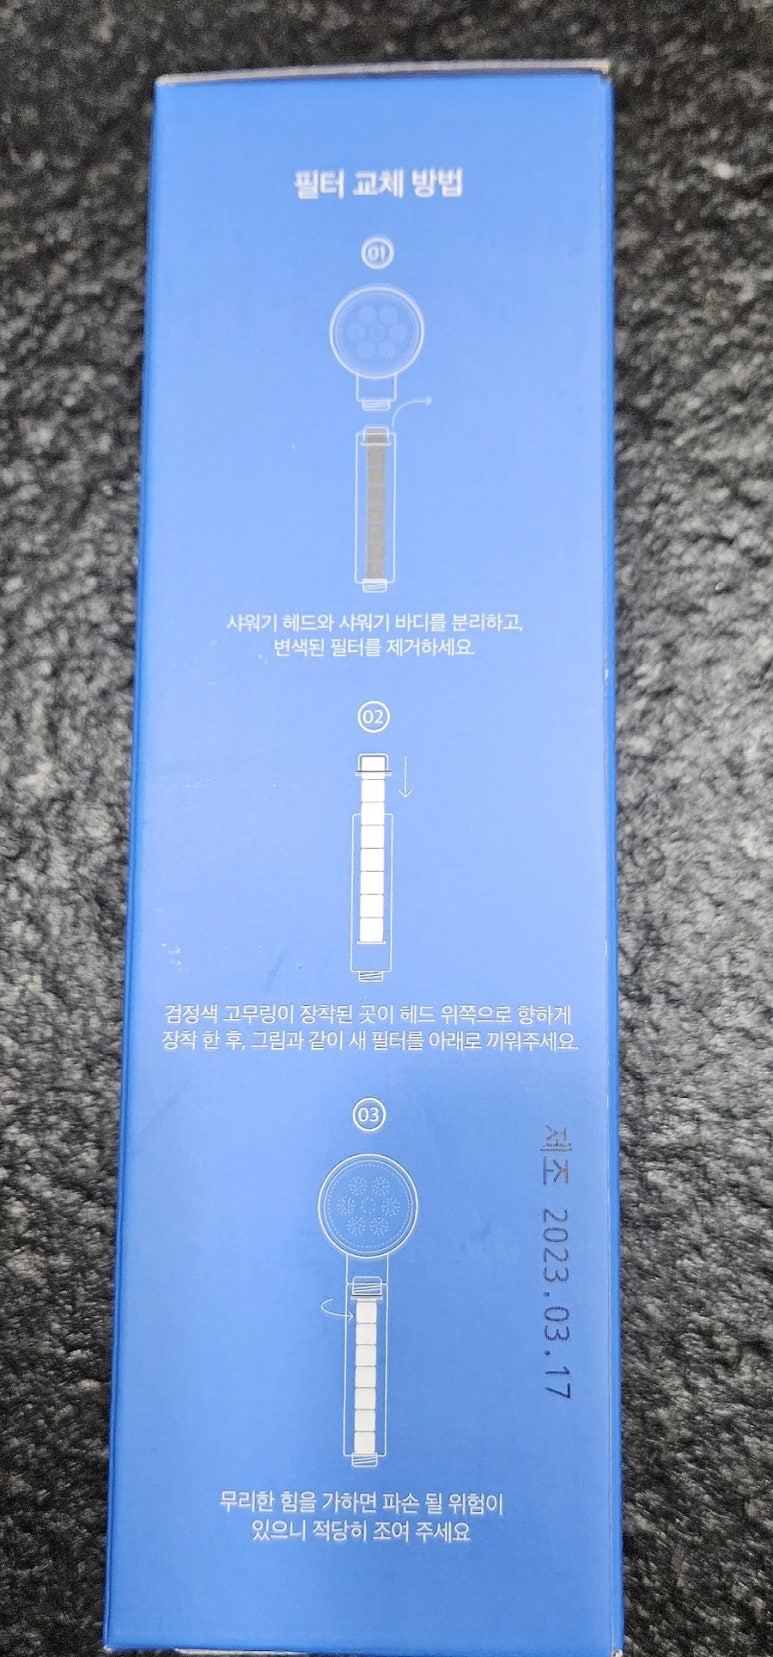 필터 교체 방법
01
샤워기 헤드와 샤워기 바디를 분리하고,
변색된 필터를 제거하세요.
02
검정색 고무링이 장착된 곳이 헤드 위쪽으로 향하게
장착 한 후, 그림과 같이 새 필터를 아래로 끼워주세요.
03
제조 2023.03.17
무리한 힘을 가하면 파손 될 위험이
있으니 적당히 조여 주세요